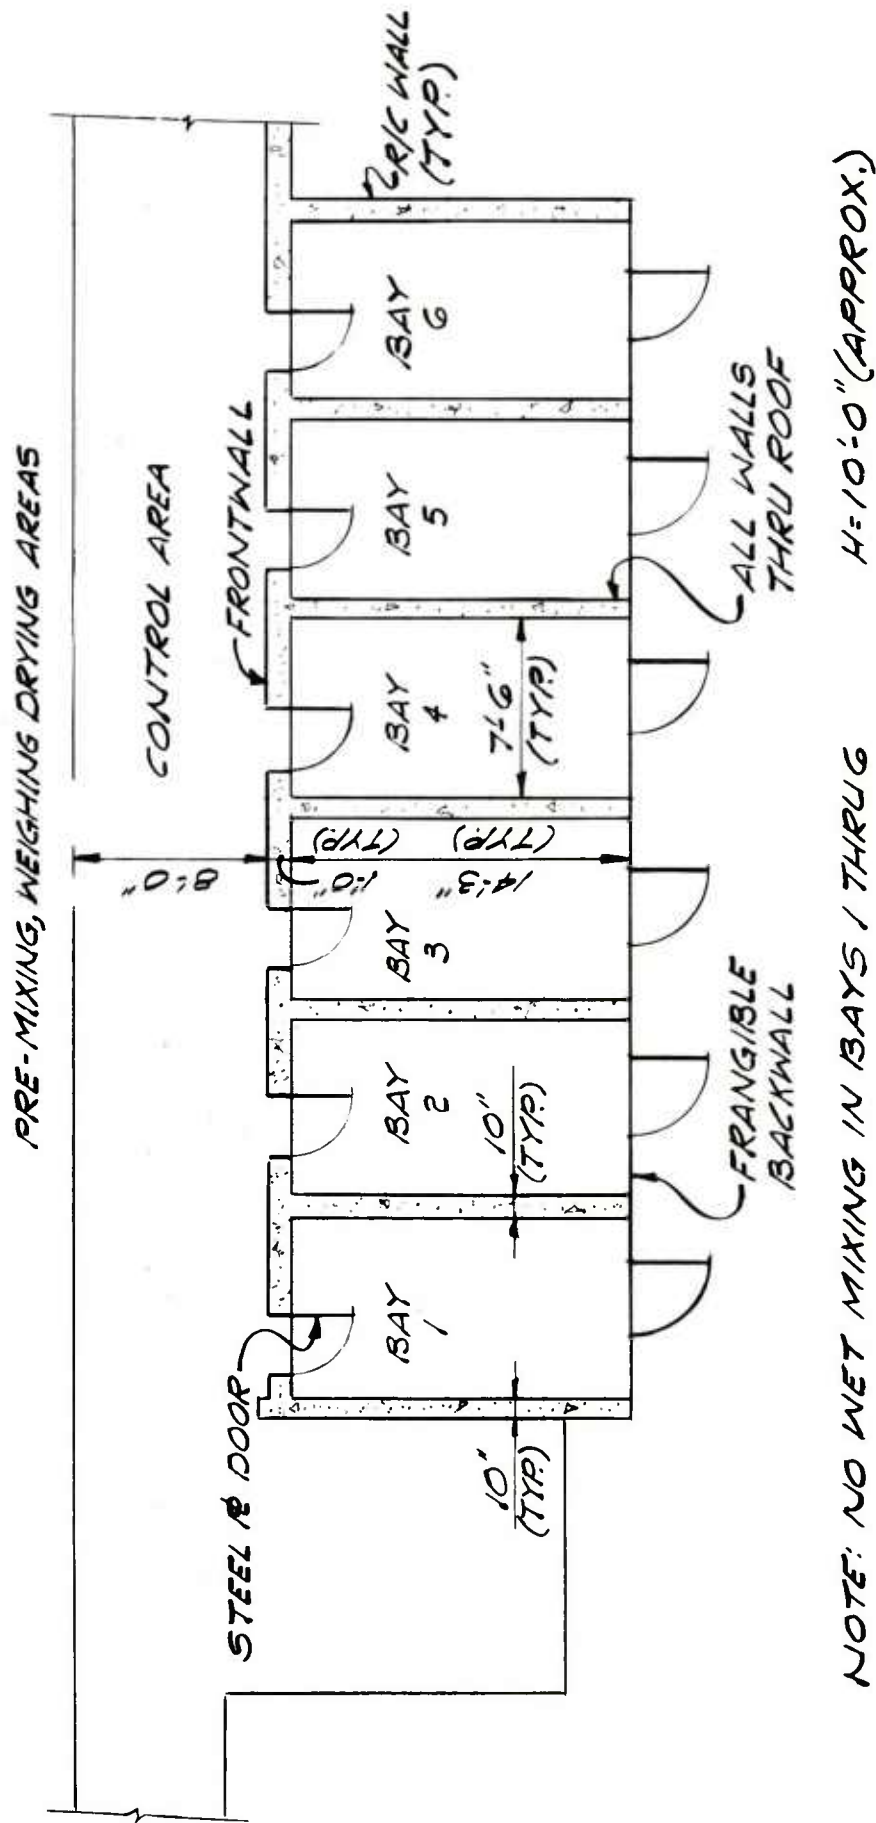 PRE-MIXING, WEIGHING DRYING AREAS
CONTROL AREA
FRONTWALL
R/C WALL
(TYP.)
8'-0"
1'-0"
(TYP.)
14'-3"
(TYP.)
STEEL PL DOOR
BAY
1
BAY
2
BAY
3
BAY
4
BAY
5
BAY
6
7'-6"
(TYP.)
10"
(TYP.)
10"
(TYP.)
FRANGIBLE
BACKWALL
ALL WALLS
THRU ROOF
NOTE: NO WET MIXING IN BAYS 1 THRU 6
H=10'-0" (APPROX.)